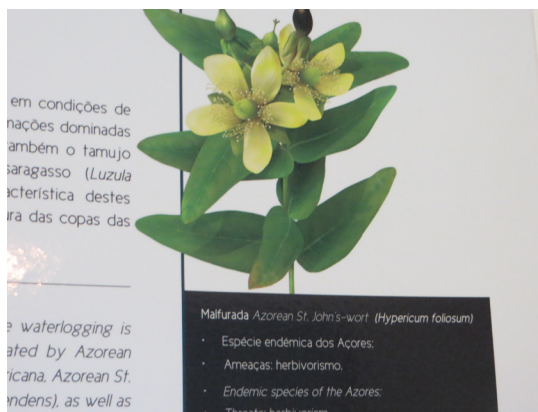 em condições de
mações dominadas
também o tamujo
saragasso (Luzula
acterística destes
ura das copas das
e waterlogging is
ated by Azorean
ricana, Azorean St.
endens), as well as
Malfurada Azorean St. John's-wort (Hypericum foliosum)
• Espécie endémica dos Açores;
• Ameaças: herbivorismo.
• Endemic species of the Azores: